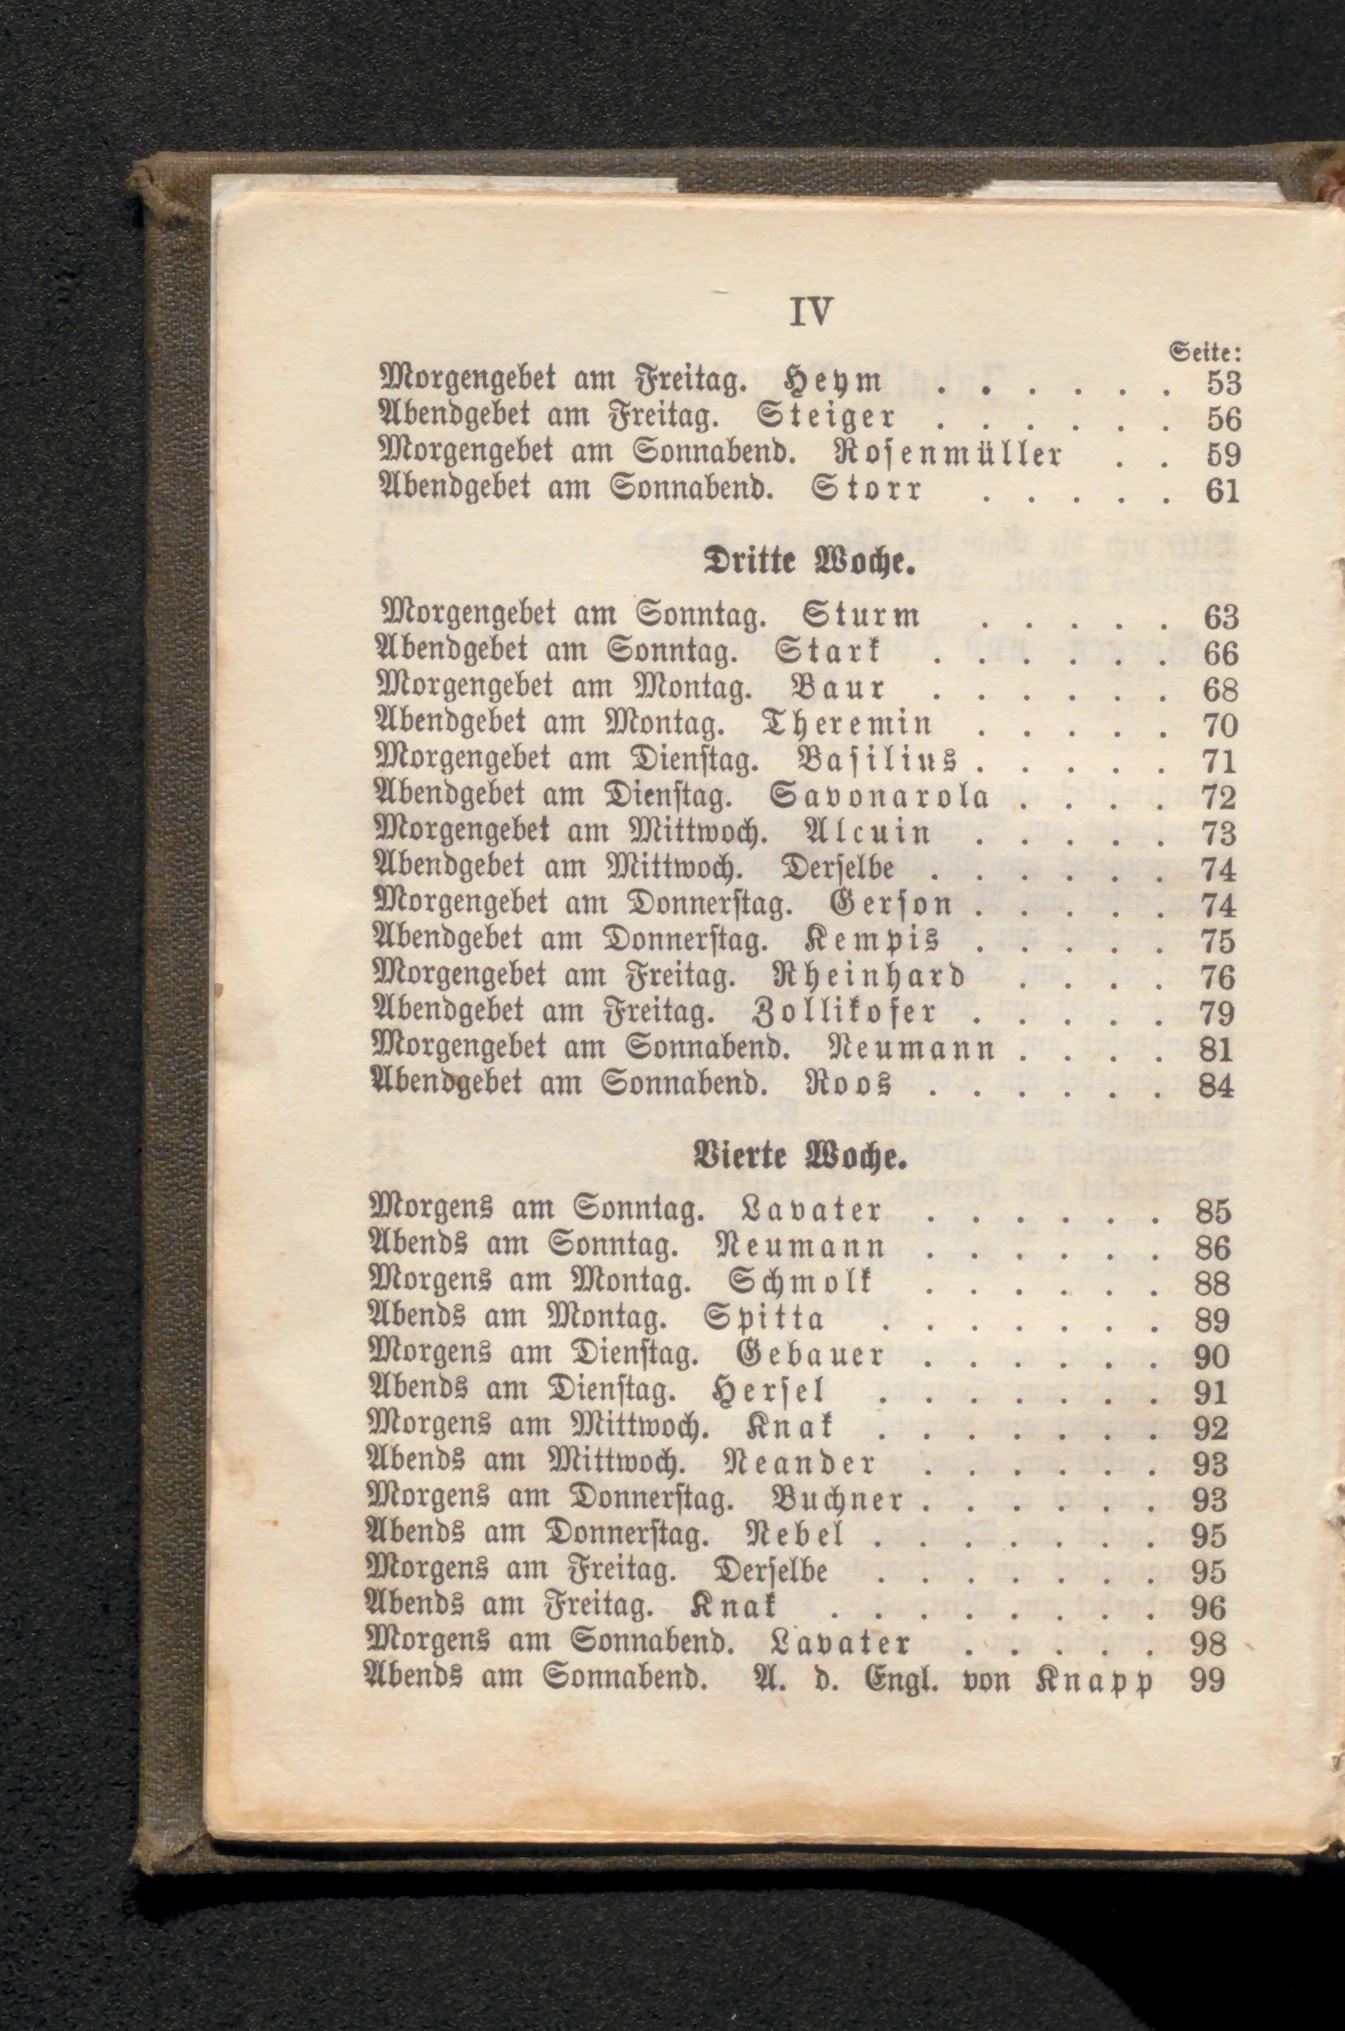 IV
Seite:
Morgengebet am Freitag. Heym . . . . . . 53
Abendgebet am Freitag. Steiger . . . . . . 56
Morgengebet am Sonnabend. Rosenmüller . . 59
Abendgebet am Sonnabend. Storr . . . . . 61
Dritte Woche.
Morgengebet am Sonntag. Sturm . . . . . 63
Abendgebet am Sonntag. Stark . . . . . . 66
Morgengebet am Montag. Baur . . . . . . 68
Abendgebet am Montag. Theremin . . . . . 70
Morgengebet am Dienſtag. Baſilius . . . . . 71
Abendgebet am Dienſtag. Savonarola . . . . 72
Morgengebet am Mittwoch. Alcuin . . . . . 73
Abendgebet am Mittwoch. Derſelbe . . . . . . 74
Morgengebet am Donnerſtag. Gerſon . . . . . 74
Abendgebet am Donnerſtag. Kempis . . . . . 75
Morgengebet am Freitag. Rheinhard . . . . 76
Abendgebet am Freitag. Zollikofer . . . . . 79
Morgengebet am Sonnabend. Neumann . . . . 81
Abendgebet am Sonnabend. Roos . . . . . . 84
Vierte Woche.
Morgens am Sonntag. Lavater . . . . . . 85
Abends am Sonntag. Neumann . . . . . . 86
Morgens am Montag. Schmolk . . . . . . 88
Abends am Montag. Spitta . . . . . . . 89
Morgens am Dienſtag. Gebauer . . . . . . 90
Abends am Dienſtag. Herſel . . . . . . . 91
Morgens am Mittwoch. Knak . . . . . . . 92
Abends am Mittwoch. Neander . . . . . . 93
Morgens am Donnerſtag. Buchner . . . . . . 93
Abends am Donnerſtag. Nebel . . . . . . . 95
Morgens am Freitag. Derſelbe . . . . . . . 95
Abends am Freitag. Knak . . . . . . . . 96
Morgens am Sonnabend. Lavater . . . . . 98
Abends am Sonnabend. A. d. Engl. von Knapp 99